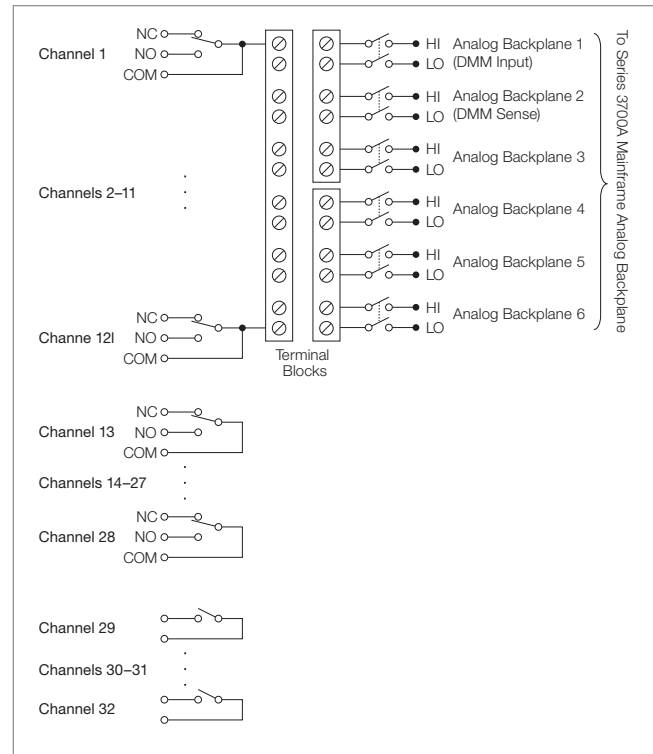 Channel 1
NC
NO
COM
Channels 2–11
Channe 12l
NC
NO
COM
Terminal
Blocks
HI Analog Backplane 1
LO (DMM Input)
HI Analog Backplane 2
LO (DMM Sense)
HI
LO
Analog Backplane 3
HI
LO
Analog Backplane 4
HI
LO
Analog Backplane 5
HI
LO
Analog Backplane 6
To Series 3700A Mainframe Analog Backplane
Channel 13
NC
NO
COM
Channels 14–27
Channel 28
NC
NO
COM
Channel 29
Channels 30–31
Channel 32